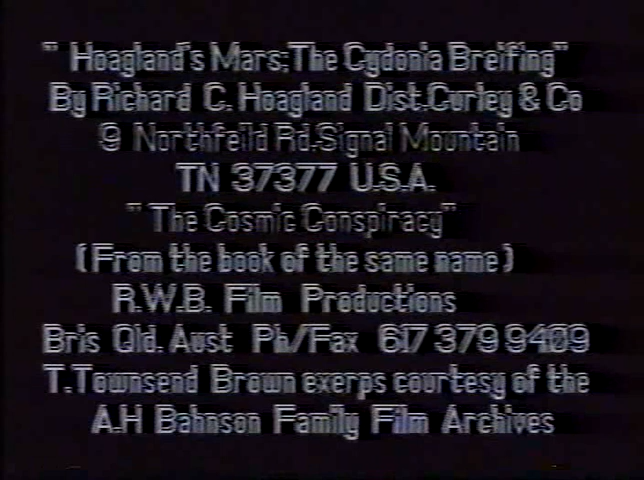 " Hoagland's Mars;The Cydonia Breifing"
By Richard C. Hoagland Dist.Curley & Co
9 Northfeild Rd.Signal Mountain
TN 37377 U.S.A.
" The Cosmic Conspiracy"
(From the book of the same name)
R.W.B. Film Productions
Bris Qld. Aust Ph/Fax 617 379 9409
T.Townsend Brown exerps courtesy of the
A.H Bahnson Family Film Archives